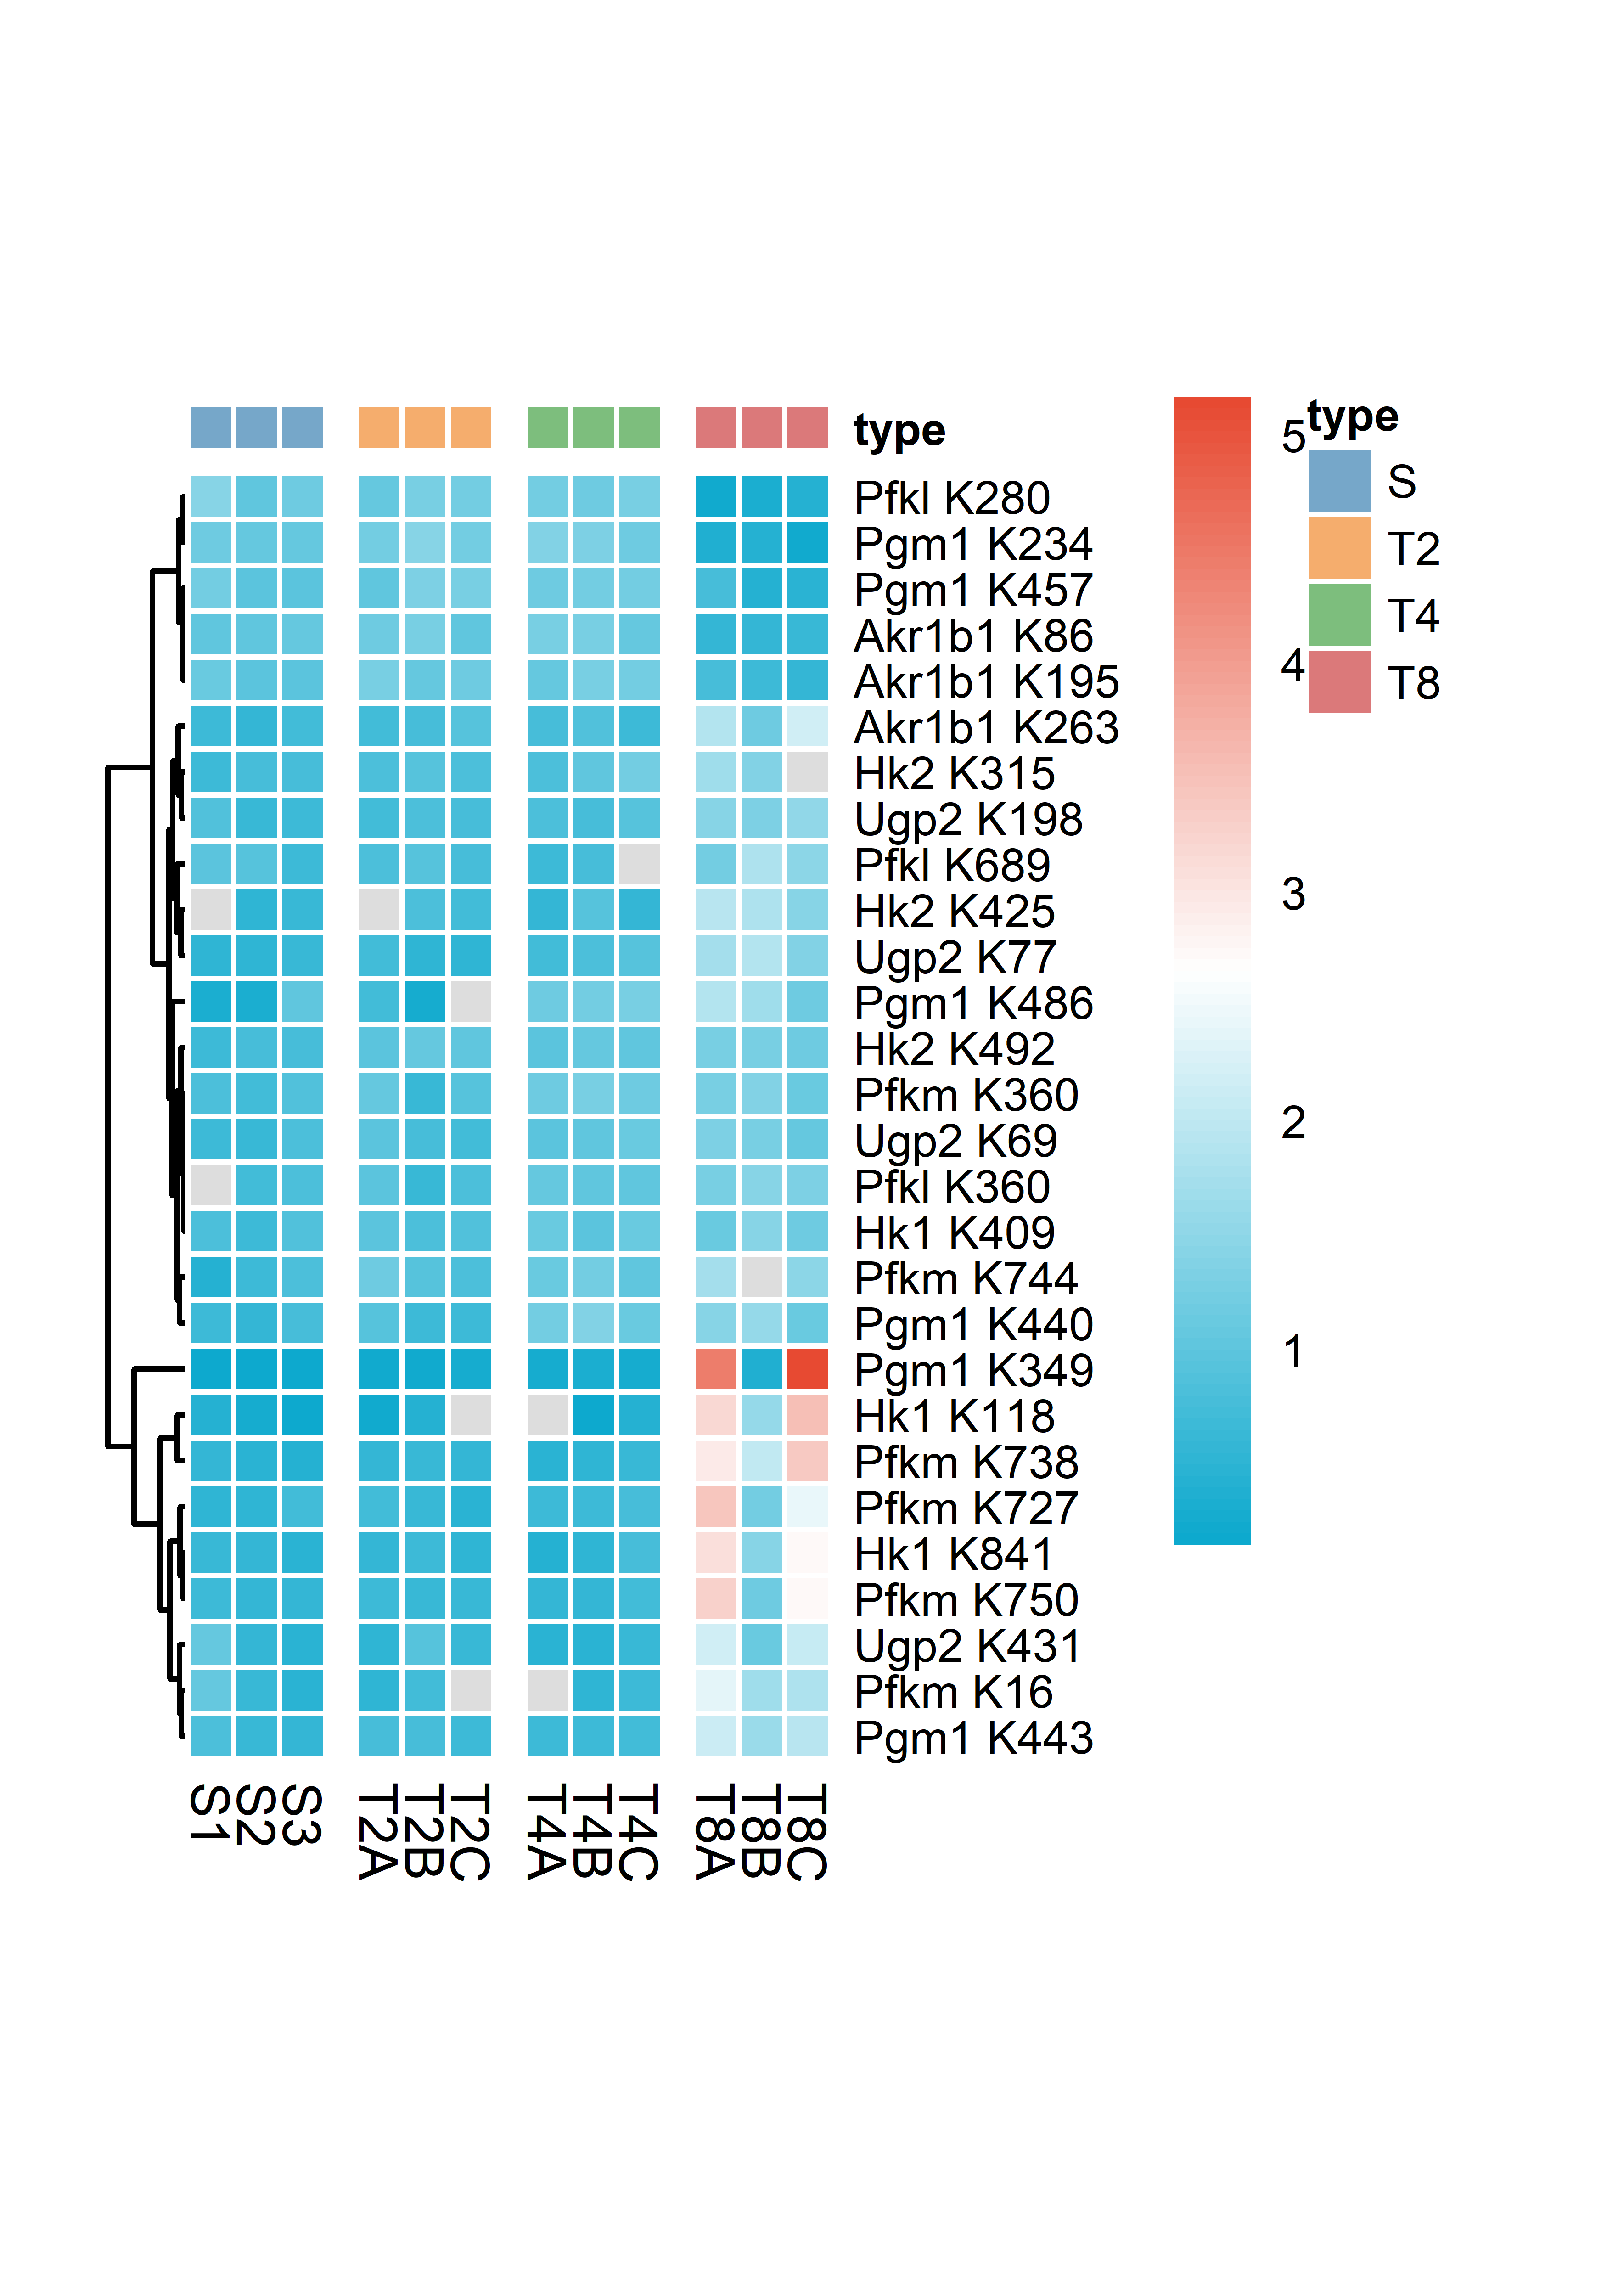 type
Pfkl K280
Pgm1 K234
Pgm1 K457
Akr1b1 K86
Akr1b1 K195
Akr1b1 K263
Hk2 K315
Ugp2 K198
Pfkl K689
Hk2 K425
Ugp2 K77
Pgm1 K486
Hk2 K492
Pfkm K360
Ugp2 K69
Pfkl K360
Hk1 K409
Pfkm K744
Pgm1 K440
Pgm1 K349
Hk1 K118
Pfkm K738
Pfkm K727
Hk1 K841
Pfkm K750
Ugp2 K431
Pfkm K16
Pgm1 K443
S1
S2
S3
T2A
T2B
T2C
T4A
T4B
T4C
T8A
T8B
T8C
5
4
3
2
1
type
S
T2
T4
T8